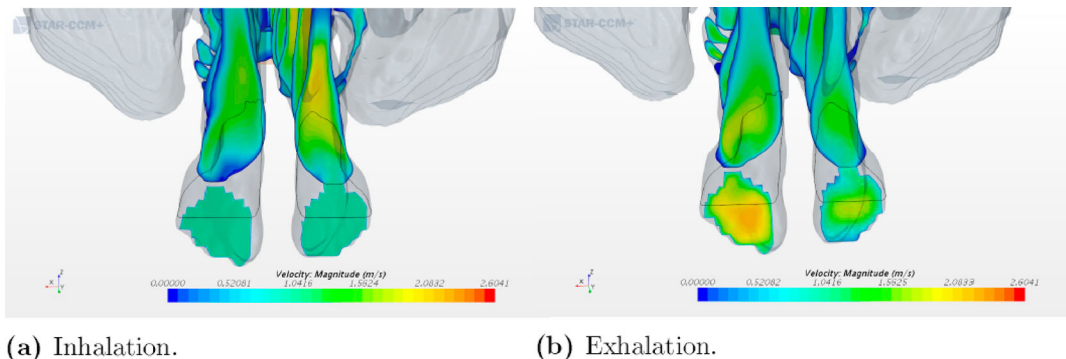 STAR-CCM+
Velocity: Magnitude (m/s)
0.00000 0.52081 1.0416 1.5624 2.0832 2.6041
Z
X
Y
(a) Inhalation.
STAR-CCM+
Velocity: Magnitude (m/s)
0.00000 0.52082 1.0416 1.5625 2.0833 2.6041
Z
X
Y
(b) Exhalation.